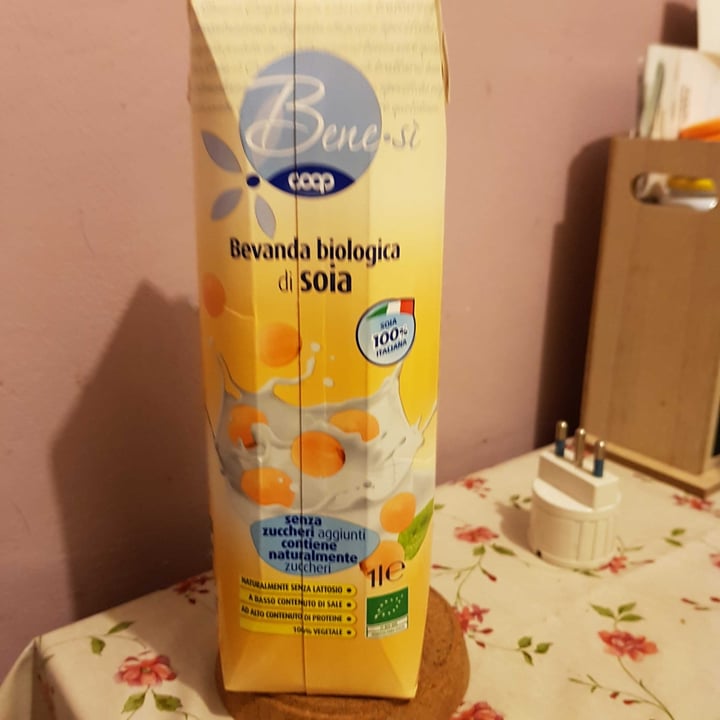 Bene-sì
coop
Bevanda biologica
di soia
SOIA
100%
ITALIANA
senza
zuccheri aggiunti
contiene
naturalmente
zuccheri
1l e
NATURALMENTE SENZA LATTOSIO
A BASSO CONTENUTO DI SALE
AD ALTO CONTENUTO DI PROTEINE
100% VEGETALE